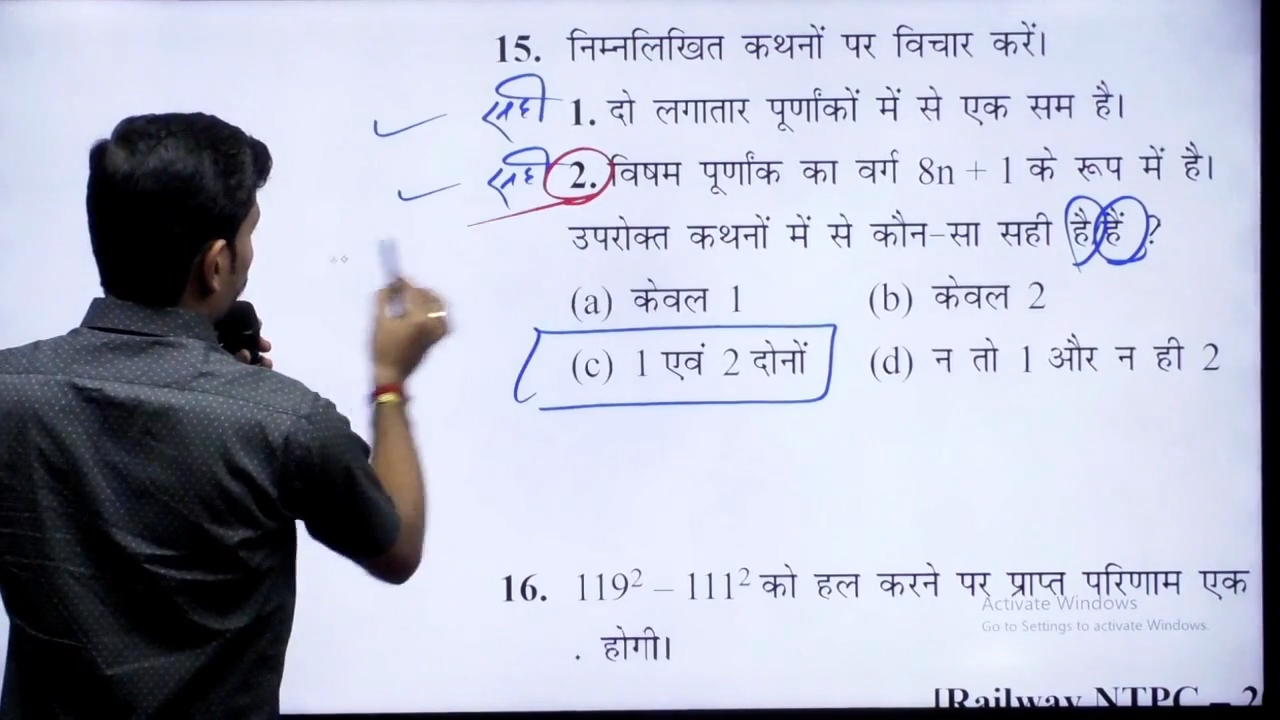 15. निम्नलिखित कथनों पर विचार करें।
सही 1. दो लगातार पूर्णांकों में से एक सम है।
सही 2. विषम पूर्णांक का वर्ग 8n + 1 के रूप में है।
उपरोक्त कथनों में से कौन-सा सही है/हैं ?
(a) केवल 1 (b) केवल 2
(c) 1 एवं 2 दोनों (d) न तो 1 और न ही 2
16. 119² – 111² को हल करने पर प्राप्त परिणाम एक
. होगी।
Activate Windows
Go to Settings to activate Windows.
[Railway NTPC – 2